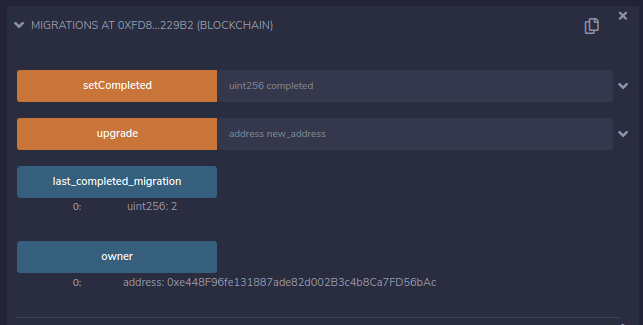 MIGRATIONS AT 0XFD8...229B2 (BLOCKCHAIN)
setCompleted uint256 completed
upgrade address new_address
last_completed_migration
0: uint256: 2
owner
0: address: 0xe448F96fe131887ade82d002B3c4b8Ca7FD56bAc